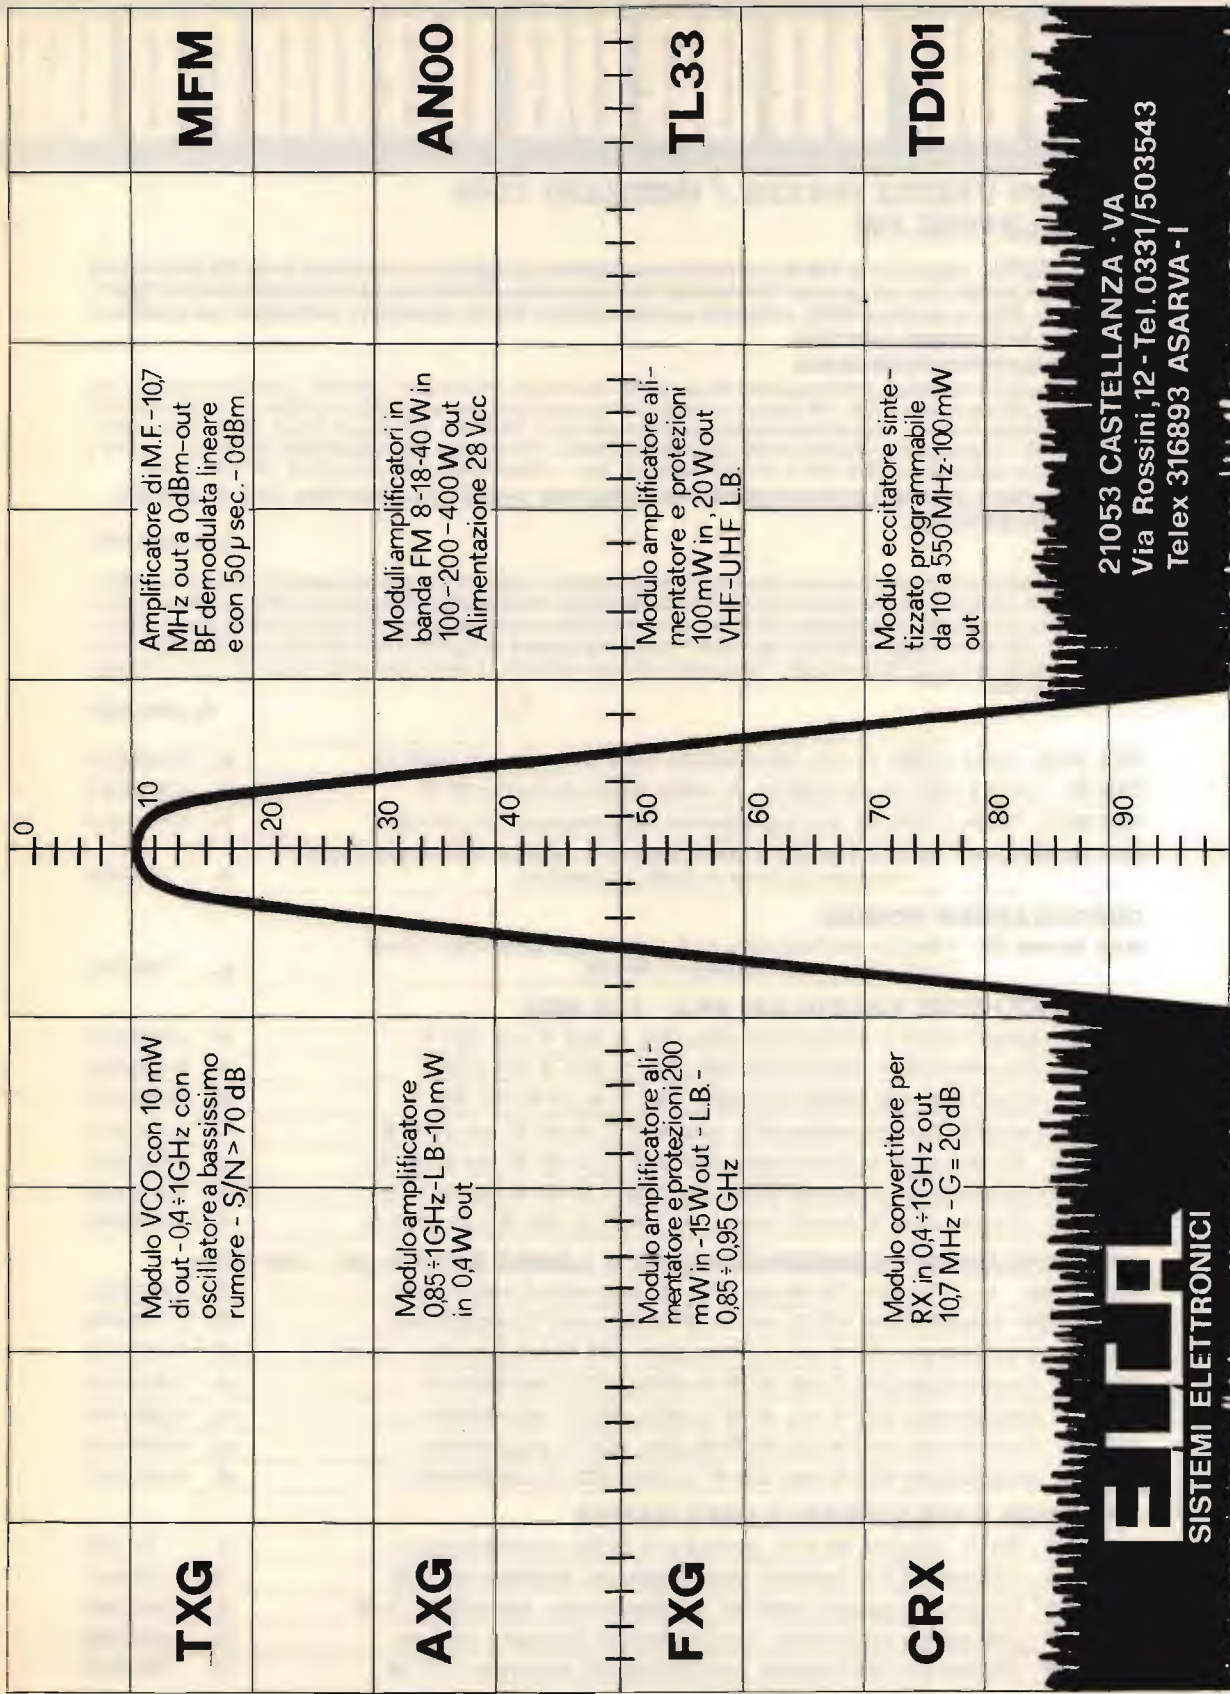 TXG
Modulo VCO con 10 mW
di out - 0,4 ÷ 1GHz con
oscillatore a bassissimo
rumore - S/N > 70 dB
AXG
Modulo amplificatore
0,85 ÷ 1GHz - LB - 10 mW
in 0,4W out
FXG
Modulo amplificatore ali-
mentatore e protezioni 200
mW in - 15W out - L.B. -
0,85 ÷ 0,95 GHz
CRX
Modulo convertitore per
RX in 0,4 ÷ 1GHz out
10,7 MHz - G = 20 dB
0
10
20
30
40
50
60
70
80
90
Amplificatore di M.F. - 10,7
MHz out a 0dBm - out
BF demodulata lineare
e con 50 µ sec. - 0dBm
MFM
Moduli amplificatori in
banda FM 8-18-40 W in
100-200-400 W out
Alimentazione 28 Vcc
AN00
Modulo amplificatore ali-
mentatore e protezioni
100 mW in, 20 W out
VHF-UHF L.B.
TL33
Modulo eccitatore sinte-
tizzato programmabile
da 10 a 550 MHz-100 mW
out
TD101
ELCA
SISTEMI ELETTRONICI
21053 CASTELLANZA - VA
Via Rossini, 12 - Tel. 0331/503543
Telex 316893 ASARVA - I